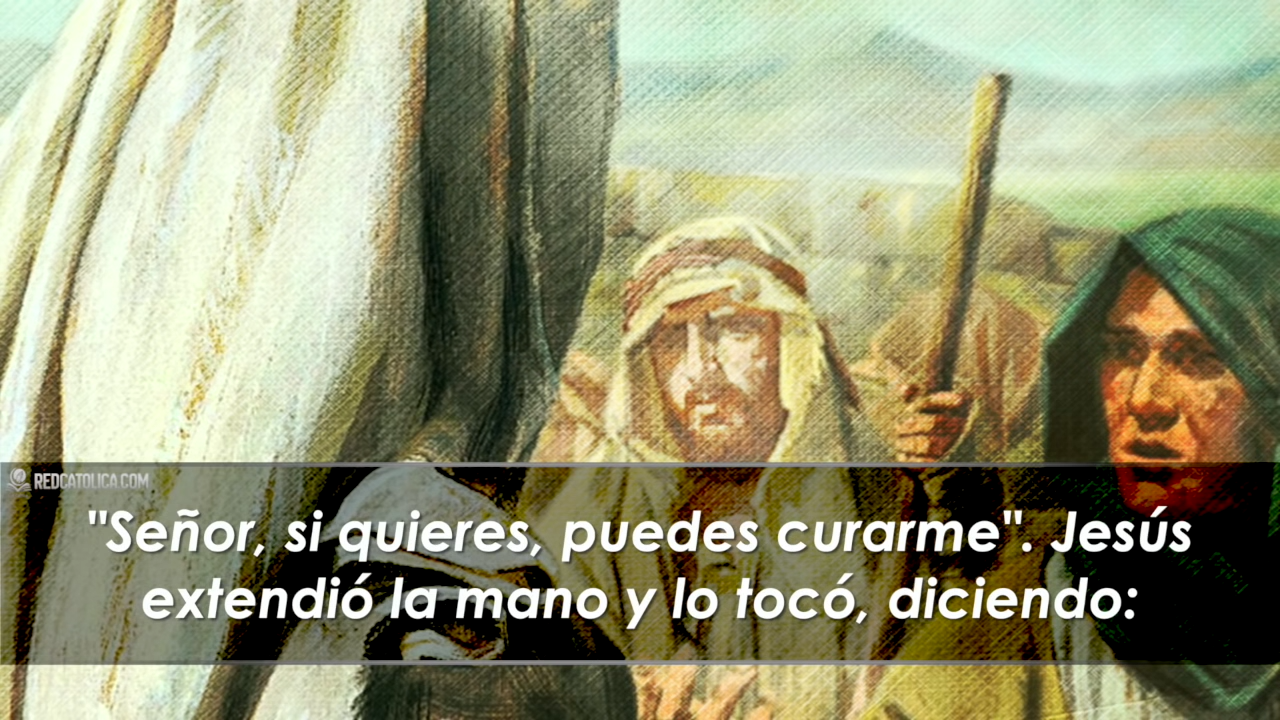 REDCATOLICA.COM
"Señor, si quieres, puedes curarme". Jesús
extendió la mano y lo tocó, diciendo: